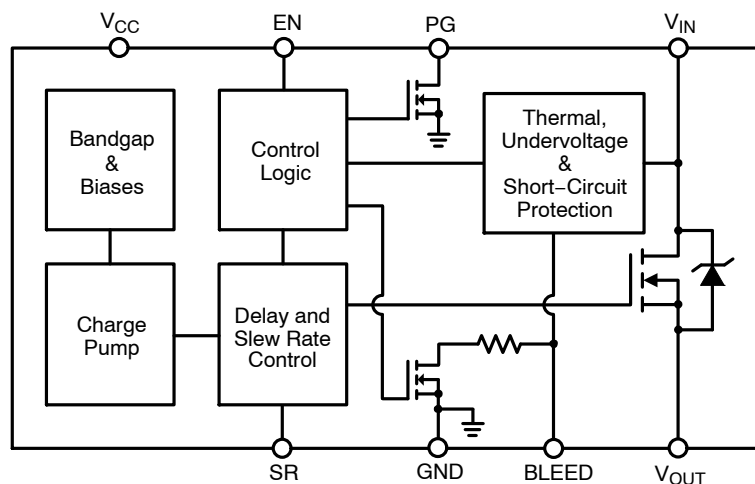 VCC
EN
PG
VIN
Bandgap
&
Biases
Control
Logic
Thermal,
Undervoltage
&
Short−Circuit
Protection
Charge
Pump
Delay and
Slew Rate
Control
SR
GND
BLEED
VOUT